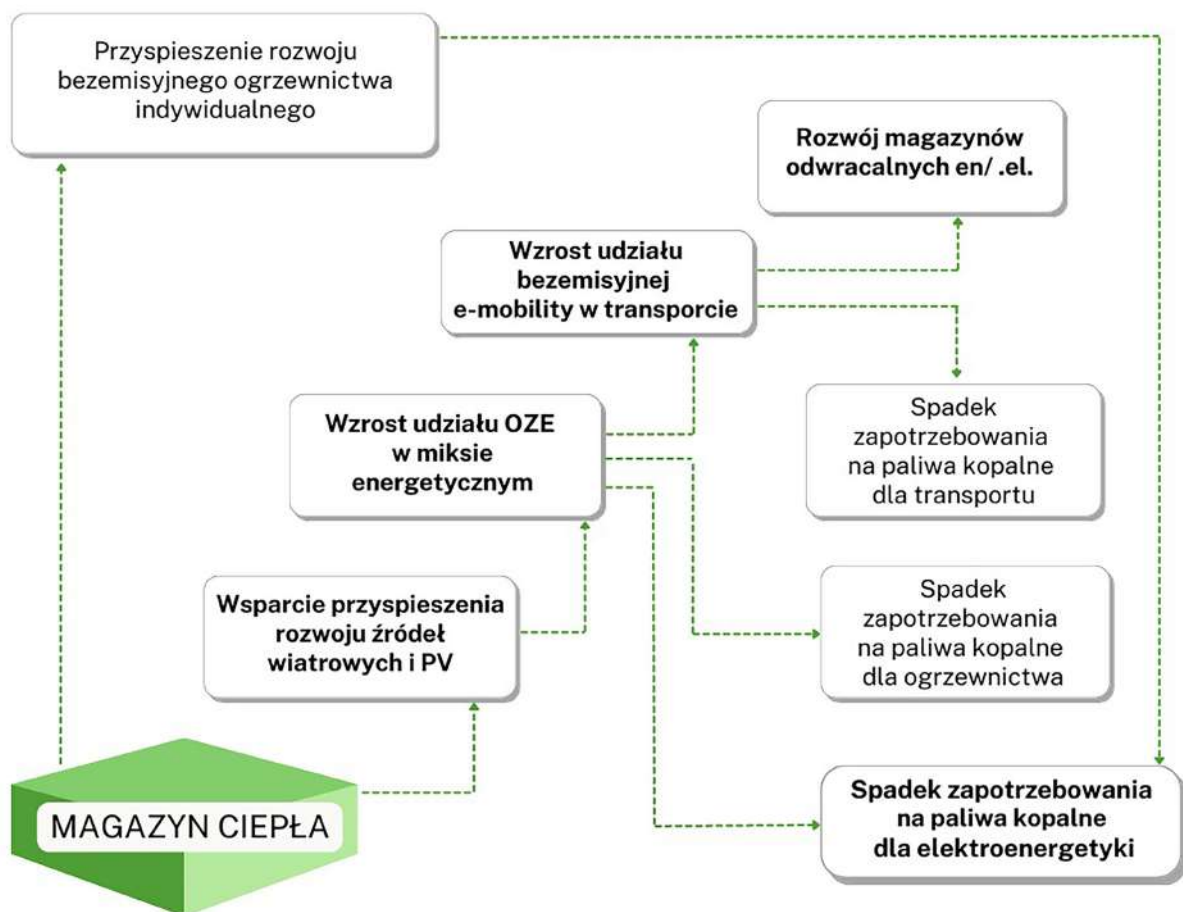 Przyspieszenie rozwoju
bezemisyjnego ogrzewnictwa
indywidualnego
Rozwój magazynów
odwracalnych en/ .el.
Wzrost udziału
bezemisyjnej
e-mobility w transporcie
Wzrost udziału OZE
w miksie
energetycznym
Spadek
zapotrzebowania
na paliwa kopalne
dla transportu
Wsparcie przyspieszenia
rozwoju źródeł
wiatrowych i PV
Spadek
zapotrzebowania
na paliwa kopalne
dla ogrzewnictwa
MAGAZYN CIEPŁA
Spadek zapotrzebowania
na paliwa kopalne
dla elektroenergetyki